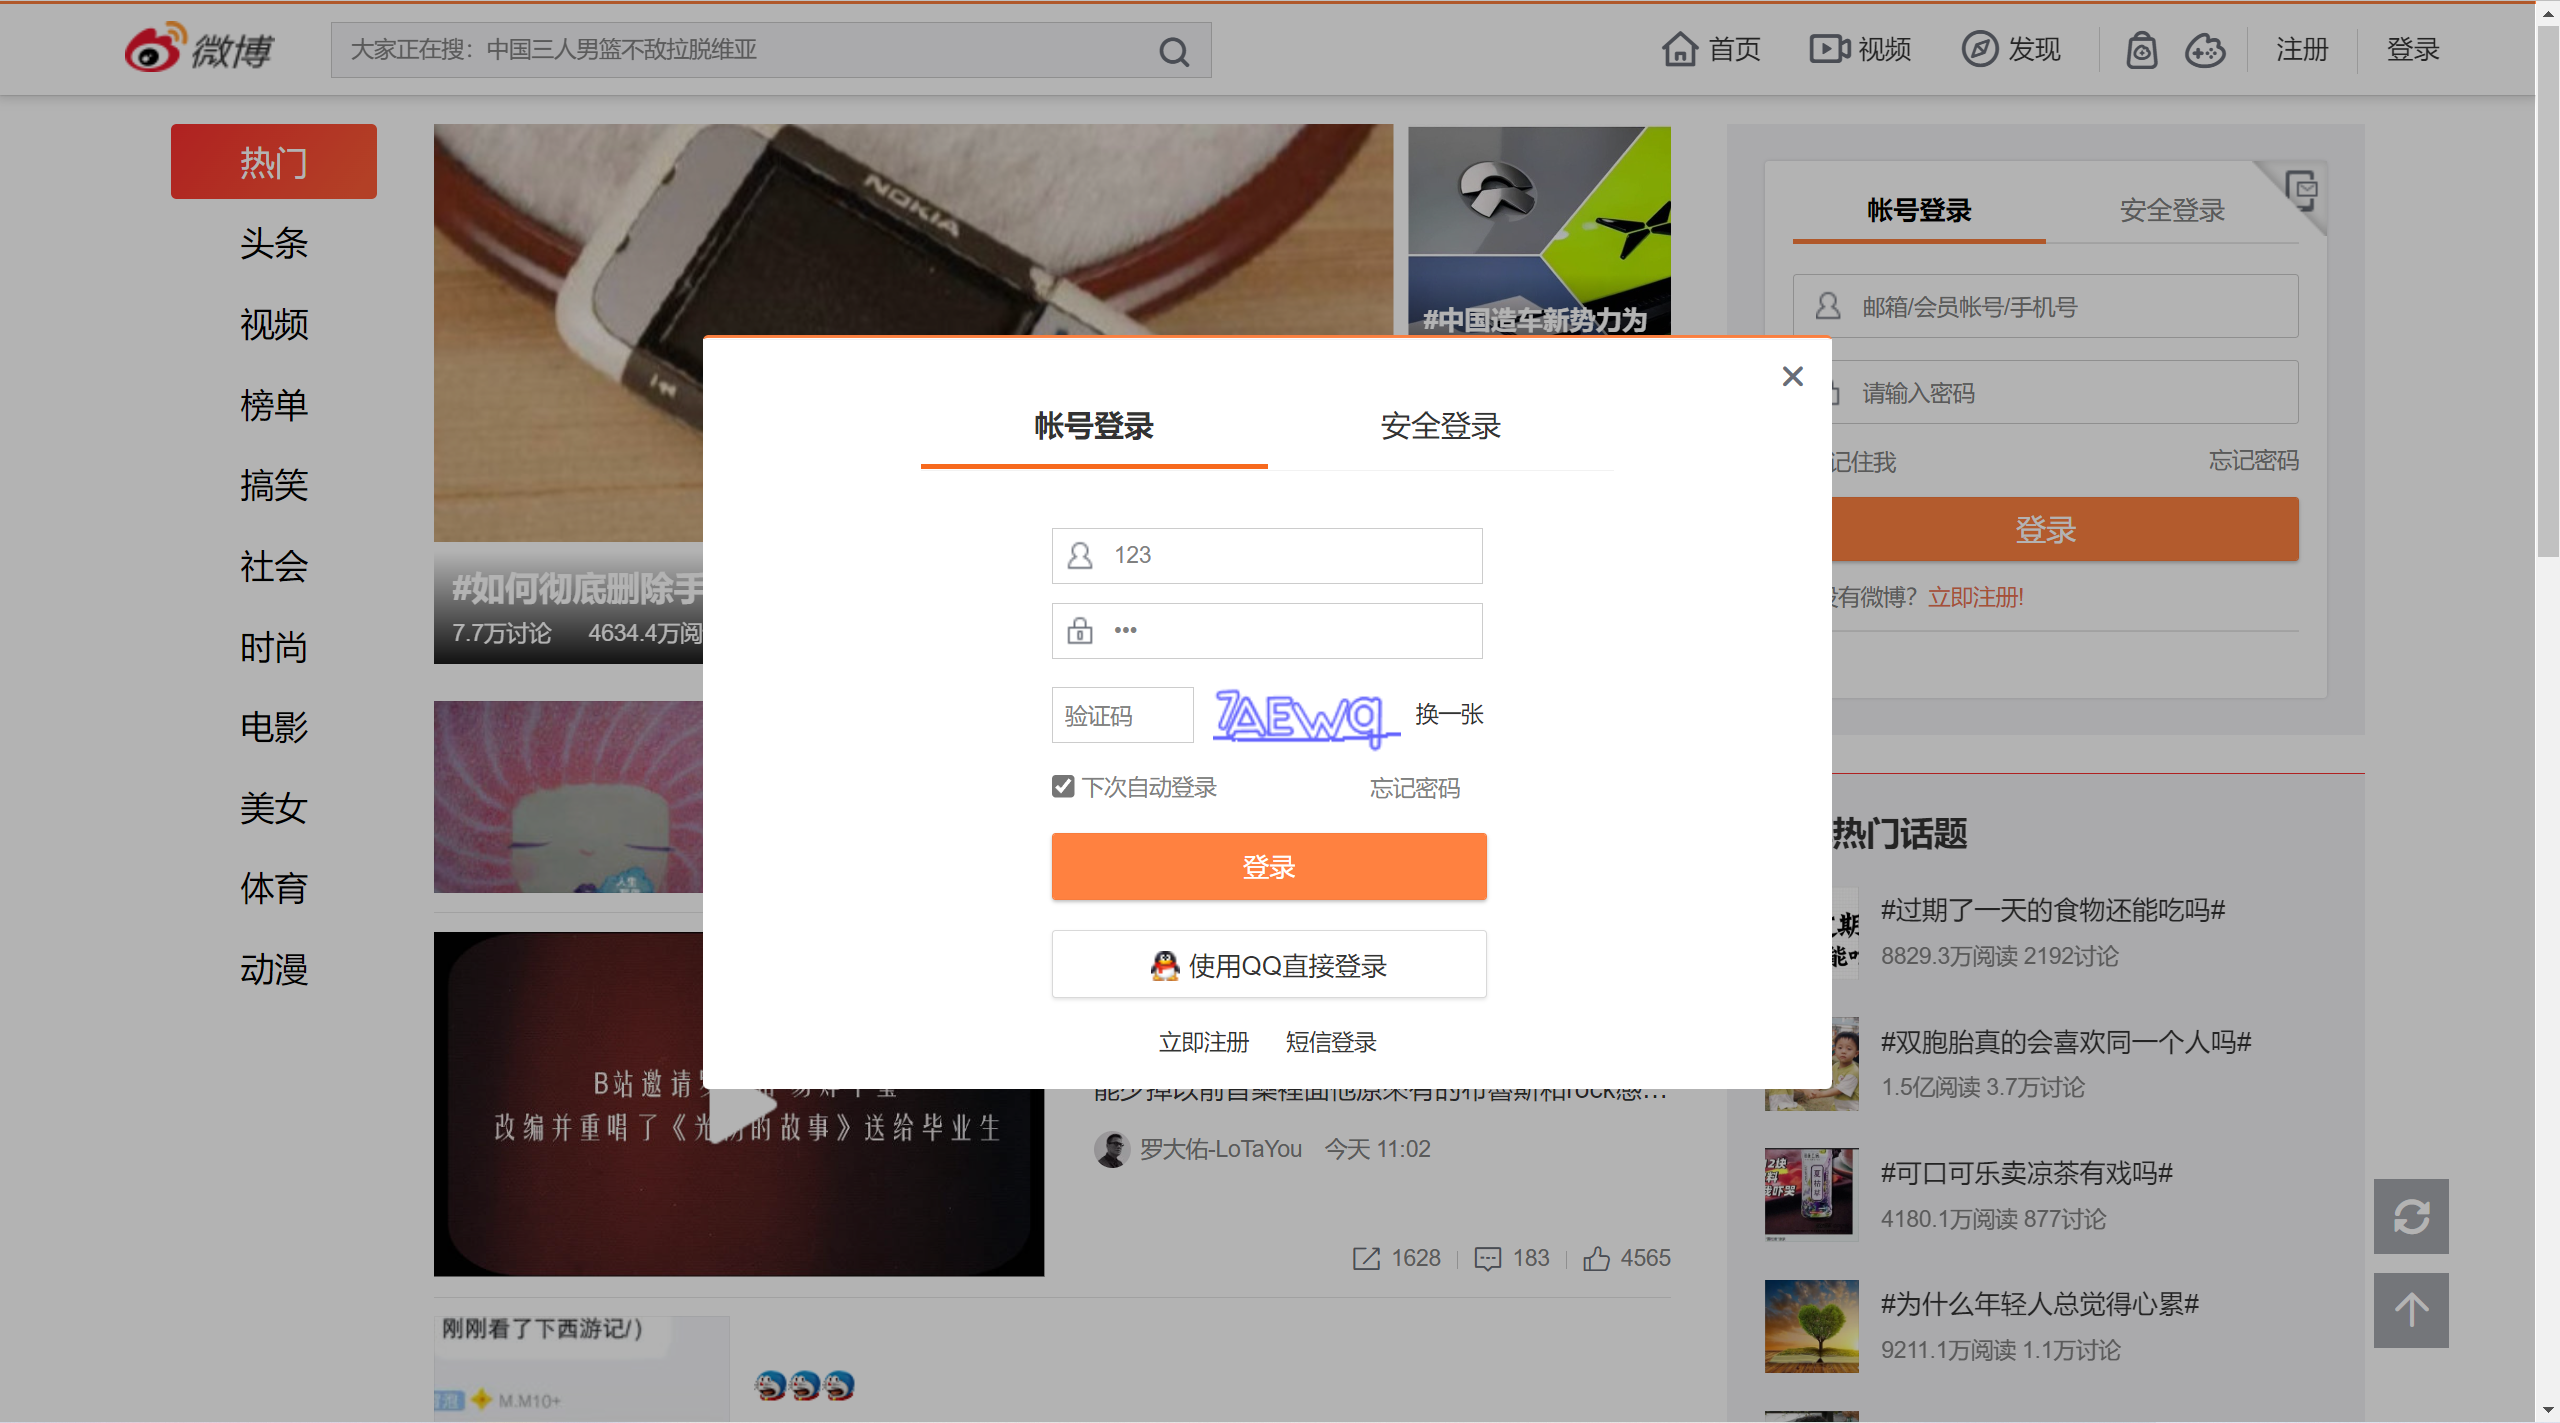 微博
大家正在搜：中国三人男篮不敌拉脱维亚
首页
视频
发现
注册
登录
热门
头条
视频
榜单
搞笑
社会
时尚
电影
美女
体育
动漫
NOKIA
#如何彻底删除手
7.7万讨论 4634.4万阅
#中国造车新势力为
帐号登录 安全登录
123
•••
验证码 7AEwq 换一张
下次自动登录 忘记密码
登录
使用QQ直接登录
立即注册 短信登录
帐号登录 安全登录
邮箱/会员帐号/手机号
请输入密码
记住我 忘记密码
登录
没有微博？立即注册!
人生
B站邀请
改编并重唱了《光 的故事》送给毕业生
罗大佑-LoTaYou 今天 11:02
1628 183 4565
刚刚看了下西游记/）
M.M10+
热门话题
#过期了一天的食物还能吃吗#
8829.3万阅读 2192讨论
#双胞胎真的会喜欢同一个人吗#
1.5亿阅读 3.7万讨论
#可口可乐卖凉茶有戏吗#
4180.1万阅读 877讨论
#为什么年轻人总觉得心累#
9211.1万阅读 1.1万讨论